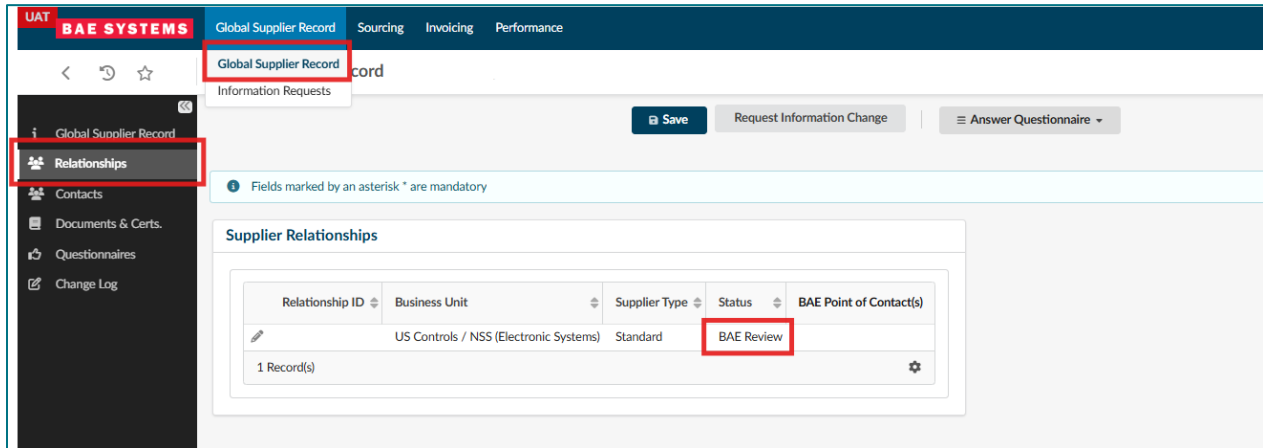 UAT
BAE SYSTEMS
Global Supplier Record Sourcing Invoicing Performance
Global Supplier Record
Information Requests
cord
Global Supplier Record
Relationships
Contacts
Documents & Certs.
Questionnaires
Change Log
Save Request Information Change Answer Questionnaire
Fields marked by an asterisk * are mandatory
Supplier Relationships
Relationship ID Business Unit Supplier Type Status BAE Point of Contact(s)
US Controls / NSS (Electronic Systems) Standard BAE Review
1 Record(s)